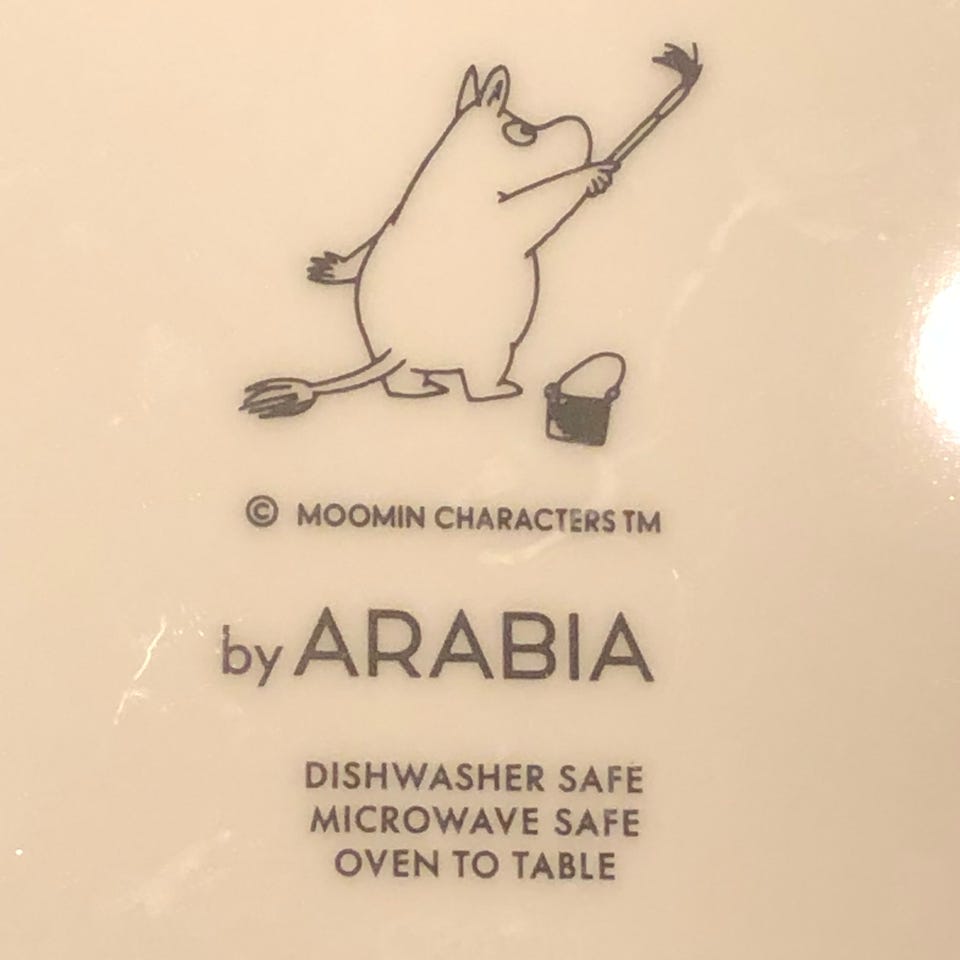 © MOOMIN CHARACTERS TM
by ARABIA
DISHWASHER SAFE
MICROWAVE SAFE
OVEN TO TABLE